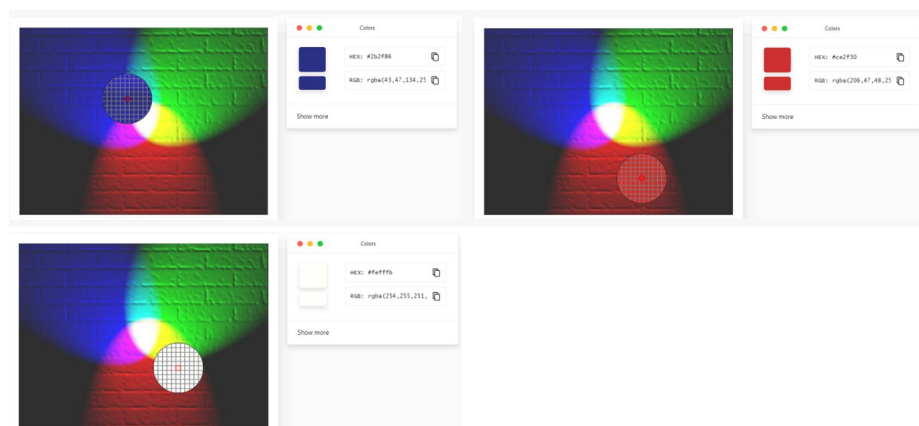 Colors
HEX: #2b2f86
RGB: rgba(43,47,134,25
Show more
Colors
HEX: #ce2f30
RGB: rgba(206,47,48,25
Show more
Colors
HEX: #fefffb
RGB: rgba(254,255,251,
Show more